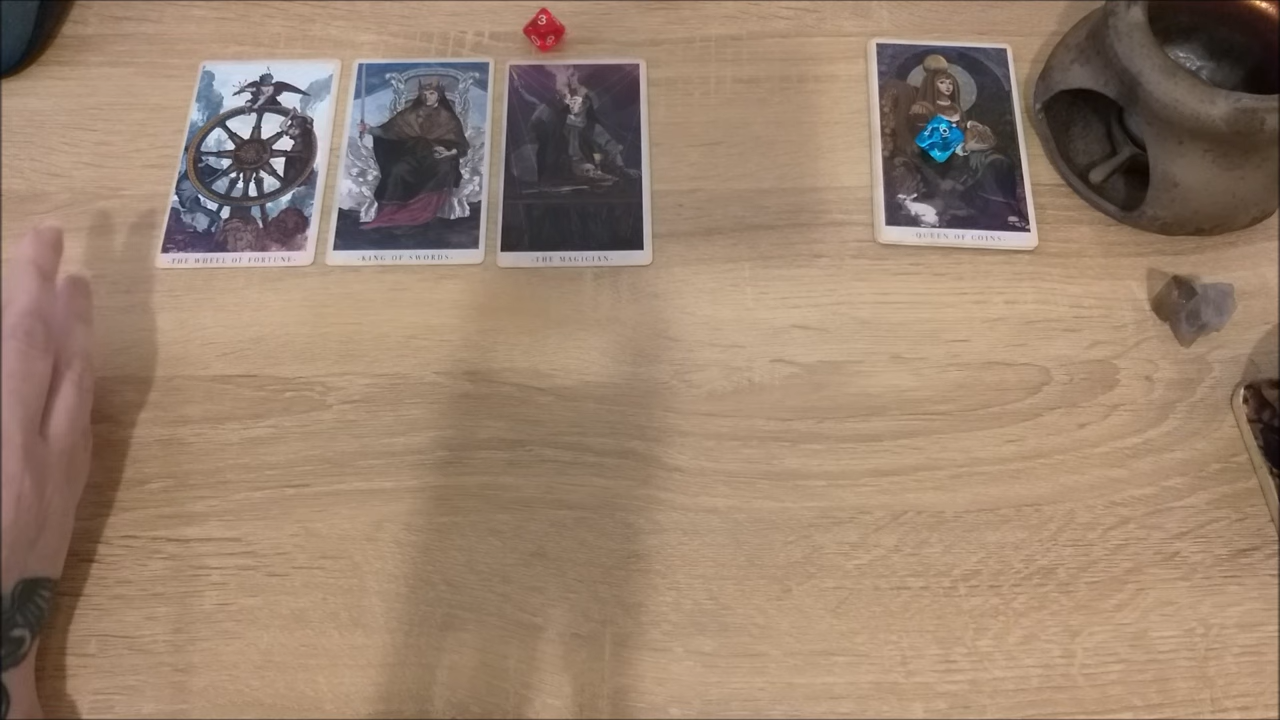 3
6
-THE WHEEL OF FORTUNE-
-KING OF SWORDS-
-THE MAGICIAN-
-QUEEN OF COINS-